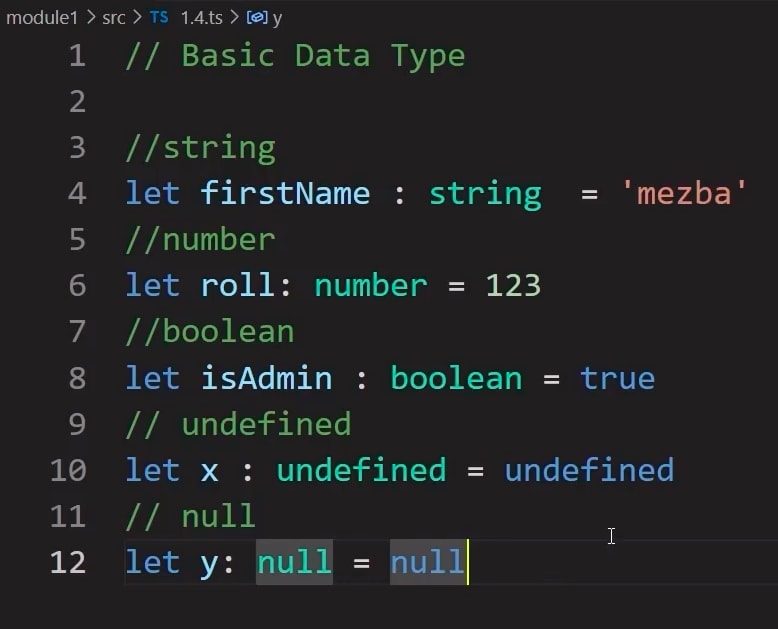 module1 > src > TS 1.4.ts > y
1 // Basic Data Type
2
3 //string
4 let firstName : string  = 'mezba'
5 //number
6 let roll: number = 123
7 //boolean
8 let isAdmin : boolean = true
9 // undefined
10 let x : undefined = undefined
11 // null
12 let y: null = null